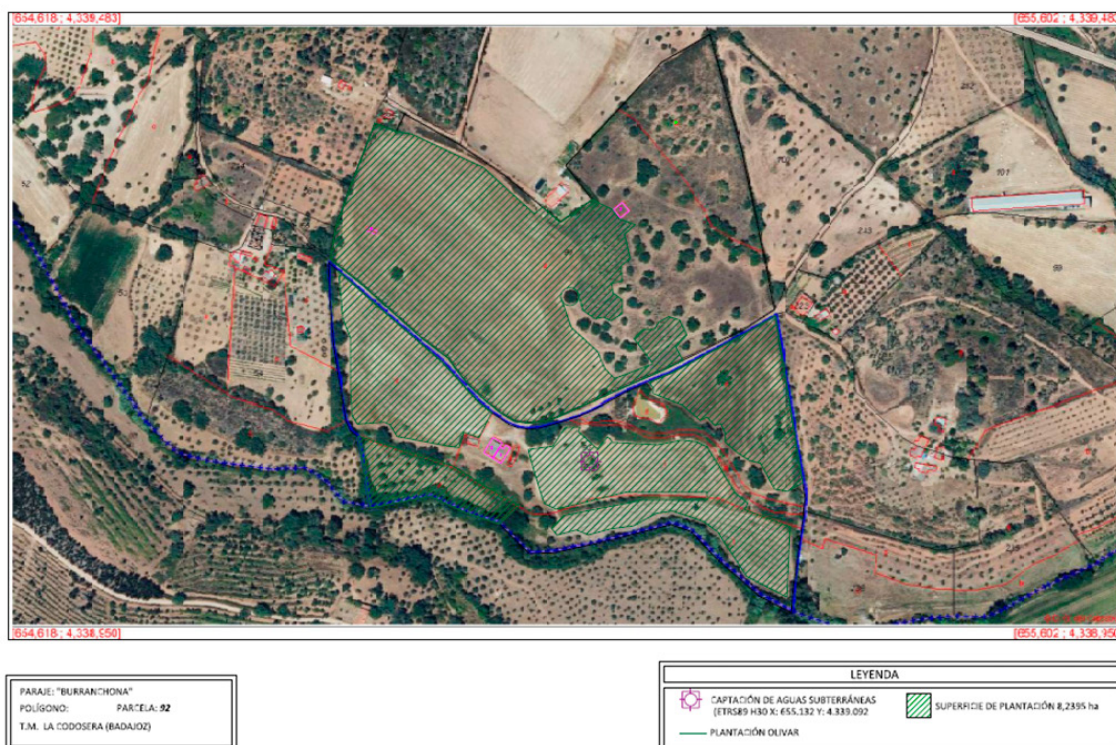 [654,618 ; 4,339,483]
[655,602 ; 4,339,483]
101
[654,618 ; 4,338,950]
[655,602 ; 4,338,950]
PARAJE: "BURRANCHONA"
POLÍGONO: PARCELA: 92
T.M. LA CODOSERA (BADAJOZ)
LEYENDA
CAPTACIÓN DE AGUAS SUBTERRÁNEAS
(ETRS89 H30 X: 655,132 Y: 4.339.092
SUPERFICIE DE PLANTACIÓN 8,2395 ha
PLANTACIÓN OLIVAR